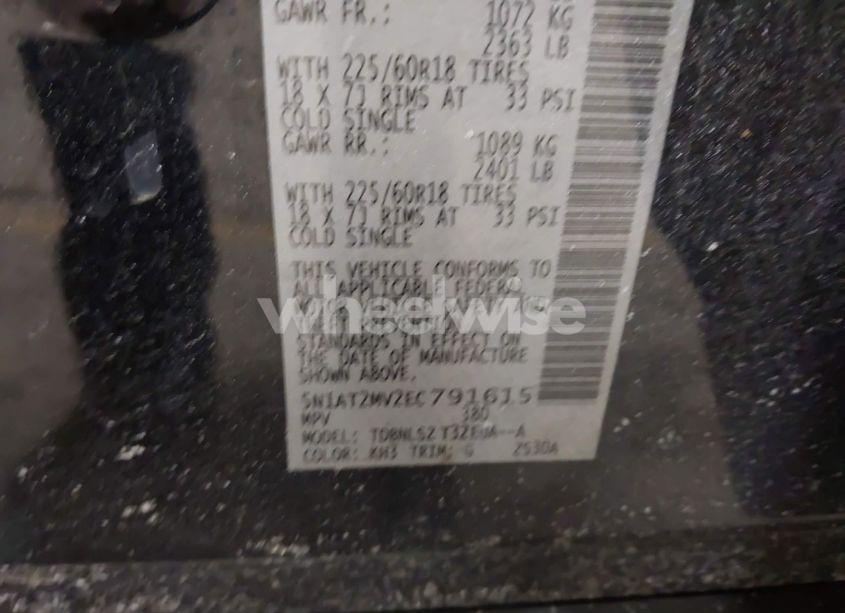 GAWR FR.: 1072 KG
2363 LB
WITH 225/60R18 TIRES
18 X 7J RIMS AT 33 PSI
COLD SINGLE
GAWR RR.: 1089 KG
2401 LB
WITH 225/60R18 TIRES
18 X 7J RIMS AT 33 PSI
COLD SINGLE
THIS VEHICLE CONFORMS TO
ALL APPLICABLE FEDERAL
wheelwise
STANDARDS IN EFFECT ON
THE DATE OF MANUFACTURE
SHOWN ABOVE.
5N1AT2MV2EC791615
MPV 380
MODEL:
COLOR: KH3 TRIM: G 2530A